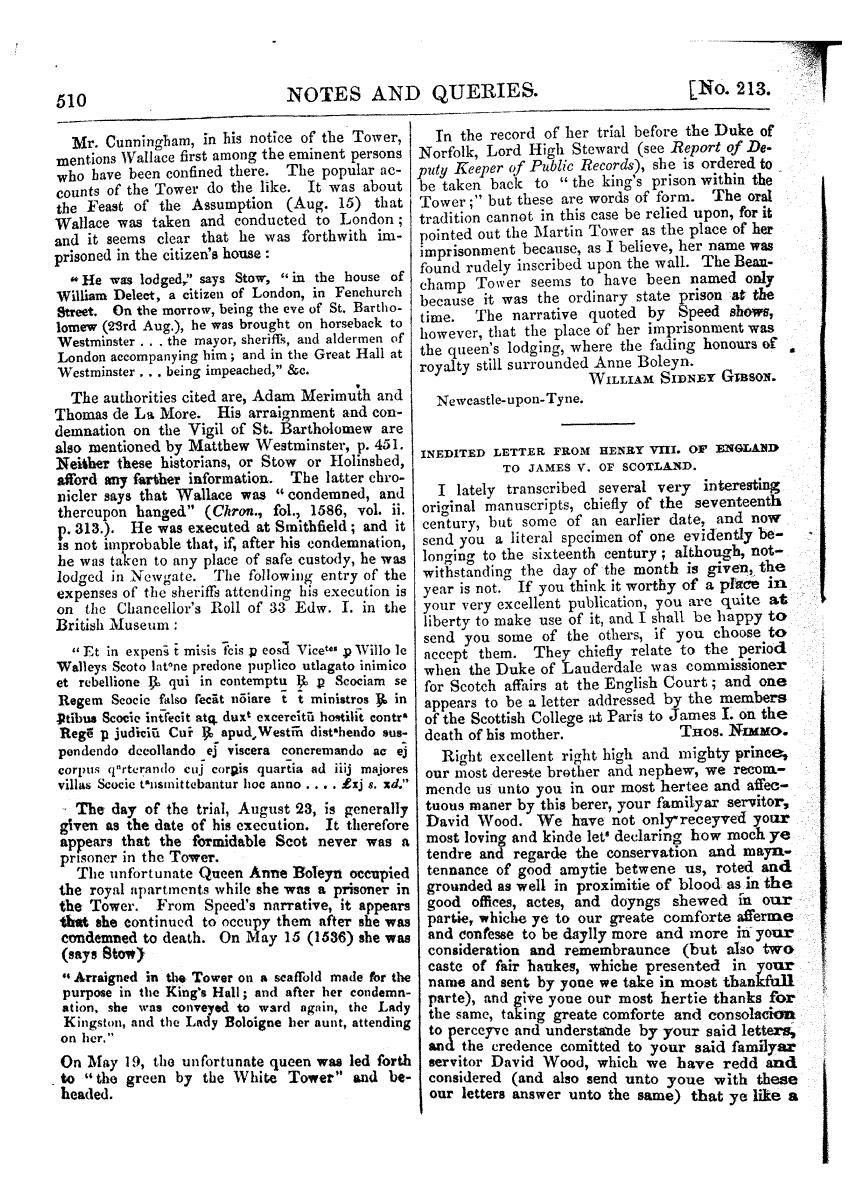 510
NOTES AND QUERIES.
[No. 213.
Mr. Cunningham, in his notice of the Tower,
mentions Wallace first among the eminent persons
who have been confined there. The popular ac-
counts of the Tower do the like. It was about
the Feast of the Assumption (Aug. 15) that
Wallace was taken and conducted to London;
and it seems clear that he was forthwith im-
prisoned in the citizen's house:
"He was lodged," says Stow, "in the house of
William Delect, a citizen of London, in Fenchurch
Street. On the morrow, being the eve of St. Bartho-
lomew (23rd Aug.), he was brought on horseback to
Westminster . . . the mayor, sheriffs, and aldermen of
London accompanying him; and in the Great Hall at
Westminster . . . being impeached," &c.
The authorities cited are, Adam Merimuth and
Thomas de La More. His arraignment and con-
demnation on the Vigil of St. Bartholomew are
also mentioned by Matthew Westminster, p. 451.
Neither these historians, or Stow or Holinshed,
afford any farther information. The latter chro-
nicler says that Wallace was "condemned, and
thereupon hanged" (Chron., fol., 1586, vol. ii.
p. 313.). He was executed at Smithfield; and it
is not improbable that, if, after his condemnation,
he was taken to any place of safe custody, he was
lodged in Newgate. The following entry of the
expenses of the sheriffs attending his execution is
on the Chancellor's Roll of 33 Edw. I. in the
British Museum:
"Et in expens̄ t̄ misis f̄cis p eosd̄ Vice^tes p Willo le
Walleys Scoto lat^one predone puplico utlagato inimico
et rebellione ℞ qui in contemptu ℞ p Scociam se
Regem Scocie falso fecāt nōiare t̄ t ministros ℞ in
ptibus Scocie int̄fecit atq dux^t excercitū hostilit contr^a
Regē p judiciū Cur̄ ℞ apud Westm̄ dist^ahendo sus-
pendendo decollando ej viscera concremando ac ej
corpus q^arterando cuj corpis quartia ad iiij majores
villas Scocie t^ansmittebantur hoc anno . . . . £xj s. xd."
The day of the trial, August 23, is generally
given as the date of his execution. It therefore
appears that the formidable Scot never was a
prisoner in the Tower.
The unfortunate Queen Anne Boleyn occupied
the royal apartments while she was a prisoner in
the Tower. From Speed's narrative, it appears
that she continued to occupy them after she was
condemned to death. On May 15 (1536) she was
(says Stow)
"Arraigned in the Tower on a scaffold made for the
purpose in the King's Hall; and after her condemn-
ation, she was conveyed to ward again, the Lady
Kingston, and the Lady Boloigne her aunt, attending
on her."
On May 19, the unfortunate queen was led forth
to "the green by the White Tower" and be-
headed.
In the record of her trial before the Duke of
Norfolk, Lord High Steward (see Report of De-
puty Keeper of Public Records), she is ordered to
be taken back to "the king's prison within the
Tower;" but these are words of form. The oral
tradition cannot in this case be relied upon, for it
pointed out the Martin Tower as the place of her
imprisonment because, as I believe, her name was
found rudely inscribed upon the wall. The Beau-
champ Tower seems to have been named only
because it was the ordinary state prison at the
time. The narrative quoted by Speed shows,
however, that the place of her imprisonment was
the queen's lodging, where the fading honours of
royalty still surrounded Anne Boleyn.
WILLIAM SIDNEY GIBSON.
Newcastle-upon-Tyne.
INEDITED LETTER FROM HENRY VIII. OF ENGLAND
TO JAMES V. OF SCOTLAND.
I lately transcribed several very interesting
original manuscripts, chiefly of the seventeenth
century, but some of an earlier date, and now
send you a literal specimen of one evidently be-
longing to the sixteenth century; although, not-
withstanding the day of the month is given, the
year is not. If you think it worthy of a place in
your very excellent publication, you are quite at
liberty to make use of it, and I shall be happy to
send you some of the others, if you choose to
accept them. They chiefly relate to the period
when the Duke of Lauderdale was commissioner
for Scotch affairs at the English Court; and one
appears to be a letter addressed by the members
of the Scottish College at Paris to James I. on the
death of his mother. THOS. NIMMO.
Right excellent right high and mighty prince,
our most dereste brother and nephew, we recom-
mende us unto you in our most hertee and affec-
tuous maner by this berer, your familyar servitor,
David Wood. We have not only receyved your
most loving and kinde let^s declaring how moch ye
tendre and regarde the conservation and mayn-
tennance of good amytie betwene us, roted and
grounded as well in proximitie of blood as in the
good offices, actes, and doyngs shewed in our
partie, whiche ye to our greate comforte afferme
and confesse to be daylly more and more in your
consideration and remembraunce (but also two
caste of fair haukes, whiche presented in your
name and sent by yone we take in most thankfull
parte), and give youe our most hertie thanks for
the same, taking greate comforte and consolacion
to perceyve and understande by your said letters,
and the credence comitted to your said familyar
servitor David Wood, which we have redd and
considered (and also send unto youe with these
our letters answer unto the same) that ye like a